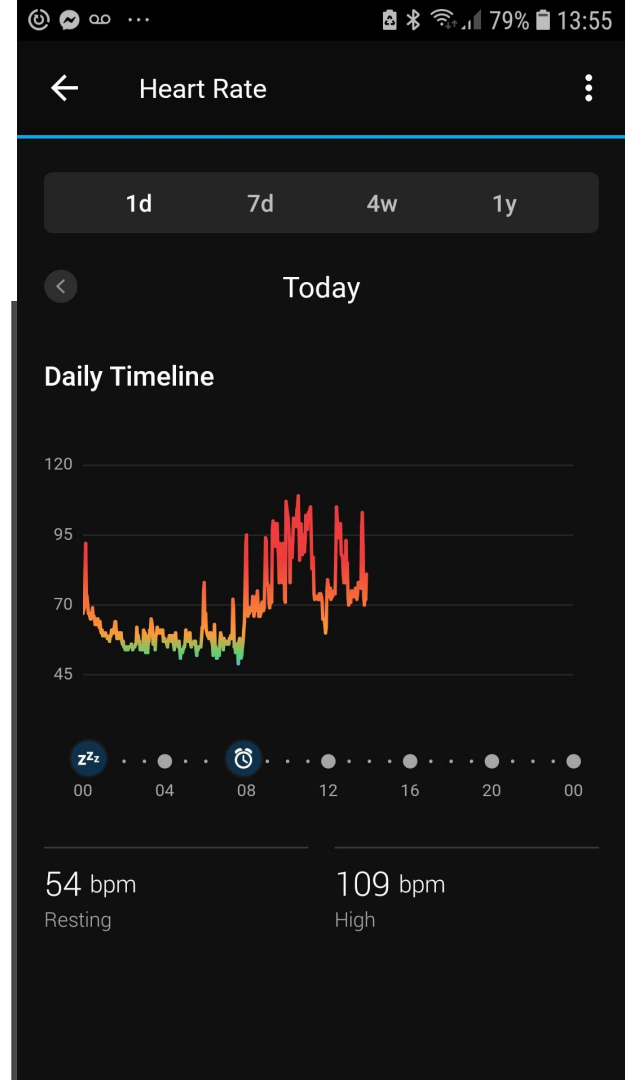 79% 13:55
Heart Rate
1d 7d 4w 1y
Today
Daily Timeline
120
95
70
45
zzz
00 04 08 12 16 20 00
54 bpm 109 bpm
Resting High